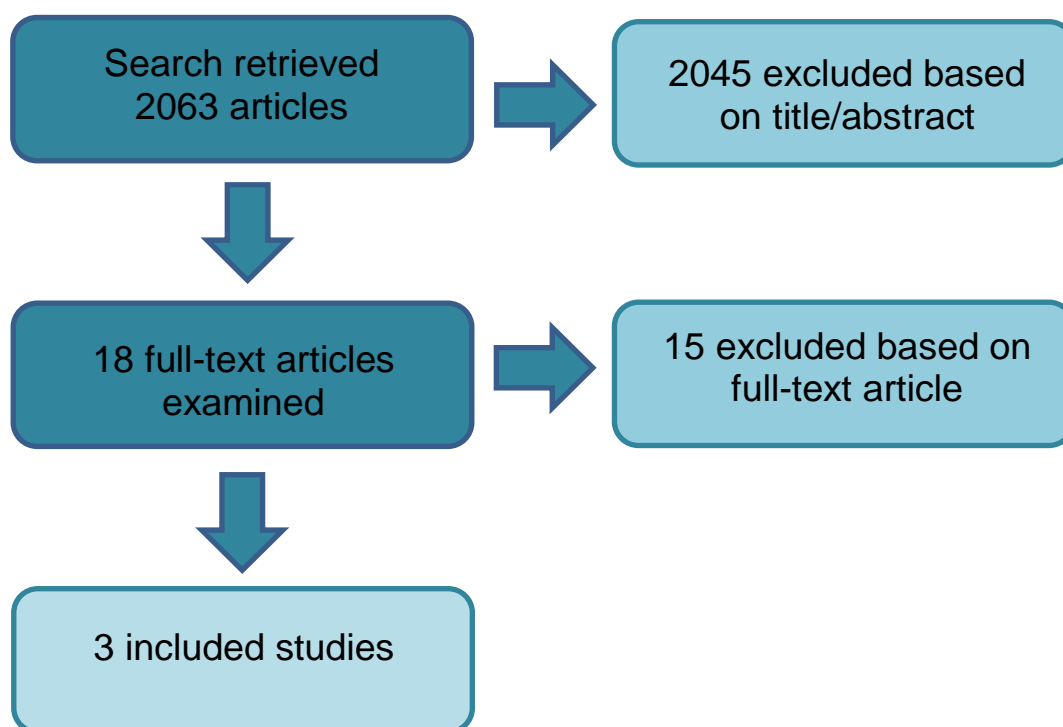 Search retrieved
2063 articles
2045 excluded based
on title/abstract
18 full-text articles
examined
15 excluded based on
full-text article
3 included studies